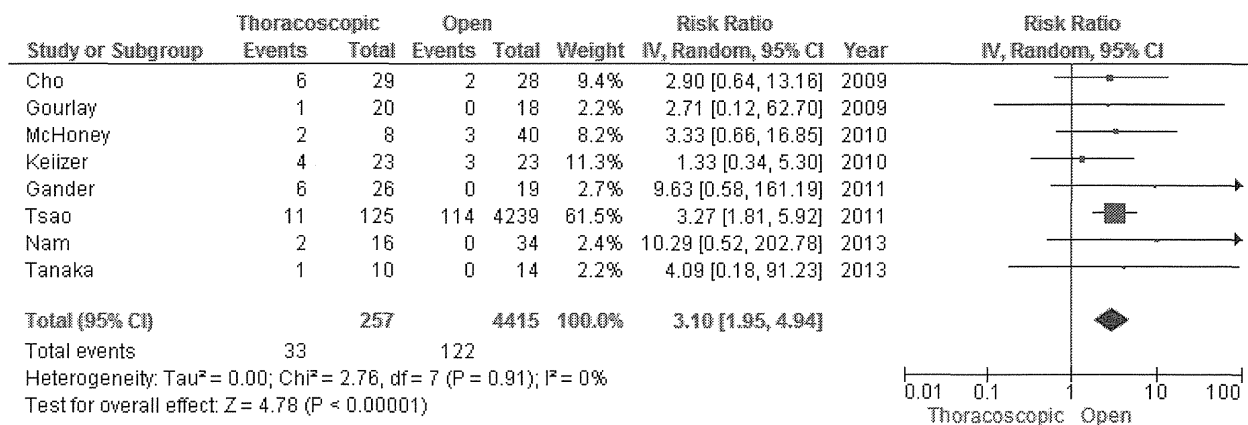 Thoracoscopic Open Risk Ratio Risk Ratio
Study or Subgroup Events Total Events Total Weight IV, Random, 95% CI Year IV, Random, 95% CI
Cho 6 29 2 28 9.4% 2.90 [0.64, 13.16] 2009
Gourlay 1 20 0 18 2.2% 2.71 [0.12, 62.70] 2009
McHoney 2 8 3 40 8.2% 3.33 [0.66, 16.85] 2010
Keiizer 4 23 3 23 11.3% 1.33 [0.34, 5.30] 2010
Gander 6 26 0 19 2.7% 9.63 [0.58, 161.19] 2011
Tsao 11 125 114 4239 61.5% 3.27 [1.81, 5.92] 2011
Nam 2 16 0 34 2.4% 10.29 [0.52, 202.78] 2013
Tanaka 1 10 0 14 2.2% 4.09 [0.18, 91.23] 2013
Total (95% CI) 257 4415 100.0% 3.10 [1.95, 4.94]
Total events 33 122
Heterogeneity: Tau² = 0.00; Chi² = 2.76, df = 7 (P = 0.91); I² = 0%
Test for overall effect: Z = 4.78 (P < 0.00001)
0.01 0.1 1 10 100
Thoracoscopic Open